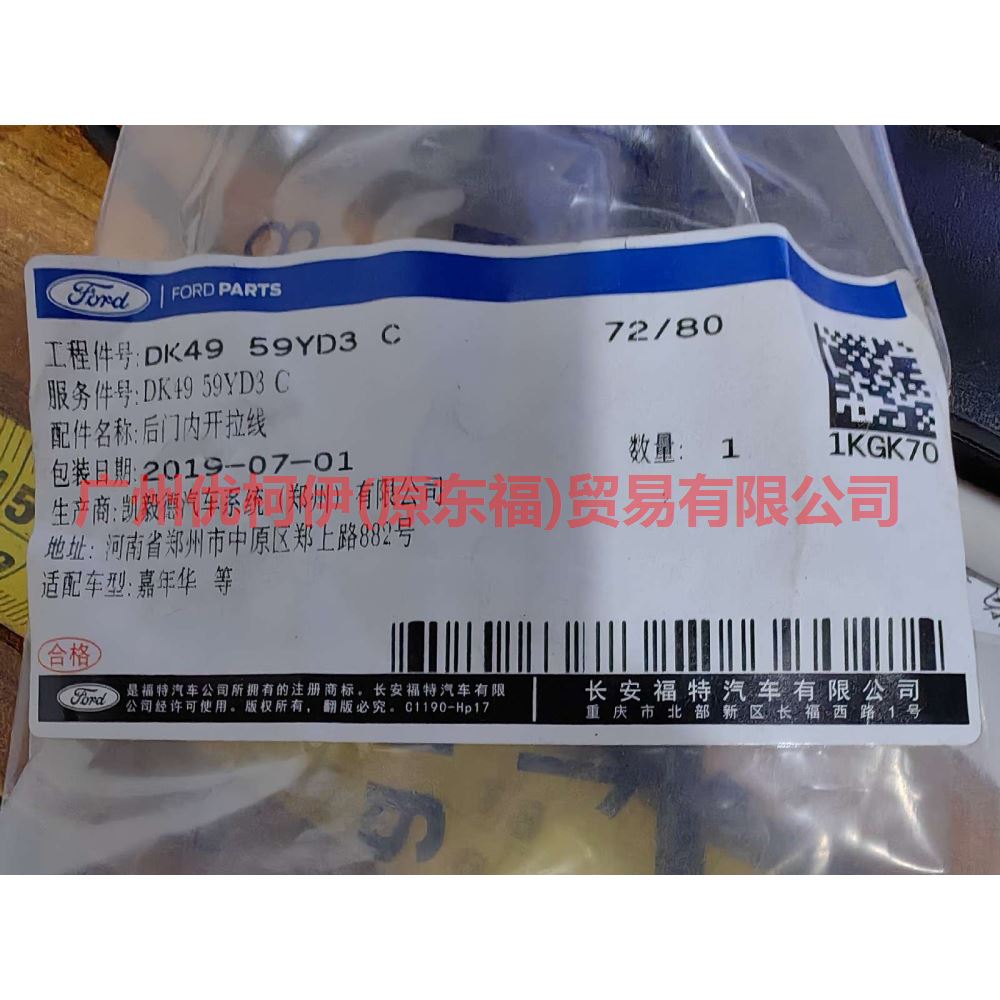 Ford FORD PARTS
工程件号:DK49 59YD3 C 72/80
服务件号:DK49 59YD3 C
配件名称:后门内开拉线
数量: 1 1KGK70
包装日期:2019-07-01
广州优柯伊(原东福)贸易有限公司
生产商:凯毅德汽车系统(郑州)有限公司
地址: 河南省郑州市中原区郑上路882号
适配车型:嘉年华 等
合格
Ford 是福特汽车公司所拥有的注册商标。长安福特汽车有限
公司经许可使用。版权所有,翻版必究。C1190-Hp17
长安福特汽车有限公司
重庆市北部新区长福西路1号